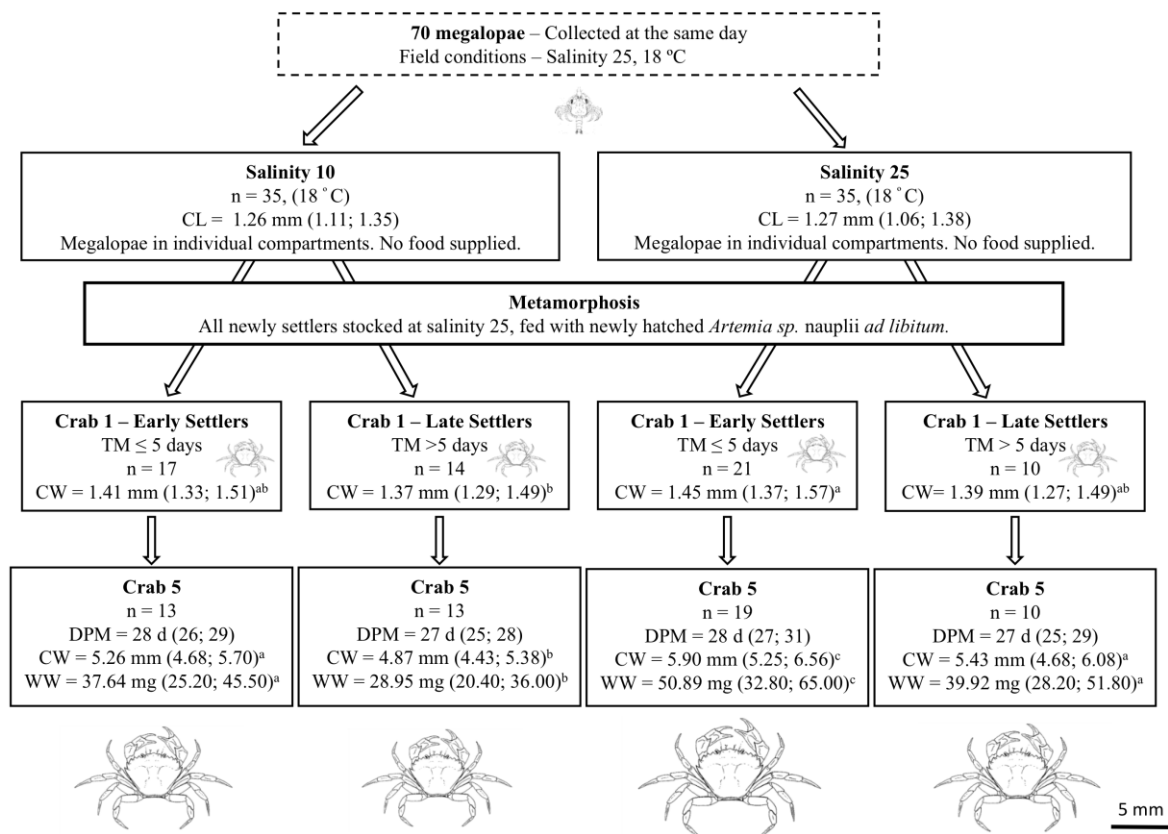 70 megalopae – Collected at the same day
Field conditions – Salinity 25, 18 ºC
Salinity 10
n = 35, (18 ˚C)
CL = 1.26 mm (1.11; 1.35)
Megalopae in individual compartments. No food supplied.
Salinity 25
n = 35, (18 ˚C)
CL = 1.27 mm (1.06; 1.38)
Megalopae in individual compartments. No food supplied.
Metamorphosis
All newly settlers stocked at salinity 25, fed with newly hatched Artemia sp. nauplii ad libitum.
Crab 1 – Early Settlers
TM ≤ 5 days
n = 17
CW = 1.41 mm (1.33; 1.51)ab
Crab 1 – Late Settlers
TM >5 days
n = 14
CW = 1.37 mm (1.29; 1.49)b
Crab 1 – Early Settlers
TM ≤ 5 days
n = 21
CW = 1.45 mm (1.37; 1.57)a
Crab 1 – Late Settlers
TM > 5 days
n = 10
CW= 1.39 mm (1.27; 1.49)ab
Crab 5
n = 13
DPM = 28 d (26; 29)
CW = 5.26 mm (4.68; 5.70)a
WW = 37.64 mg (25.20; 45.50)a
Crab 5
n = 13
DPM = 27 d (25; 28)
CW = 4.87 mm (4.43; 5.38)b
WW = 28.95 mg (20.40; 36.00)b
Crab 5
n = 19
DPM = 28 d (27; 31)
CW = 5.90 mm (5.25; 6.56)c
WW = 50.89 mg (32.80; 65.00)c
Crab 5
n = 10
DPM = 27 d (25; 29)
CW = 5.43 mm (4.68; 6.08)a
WW = 39.92 mg (28.20; 51.80)a
5 mm